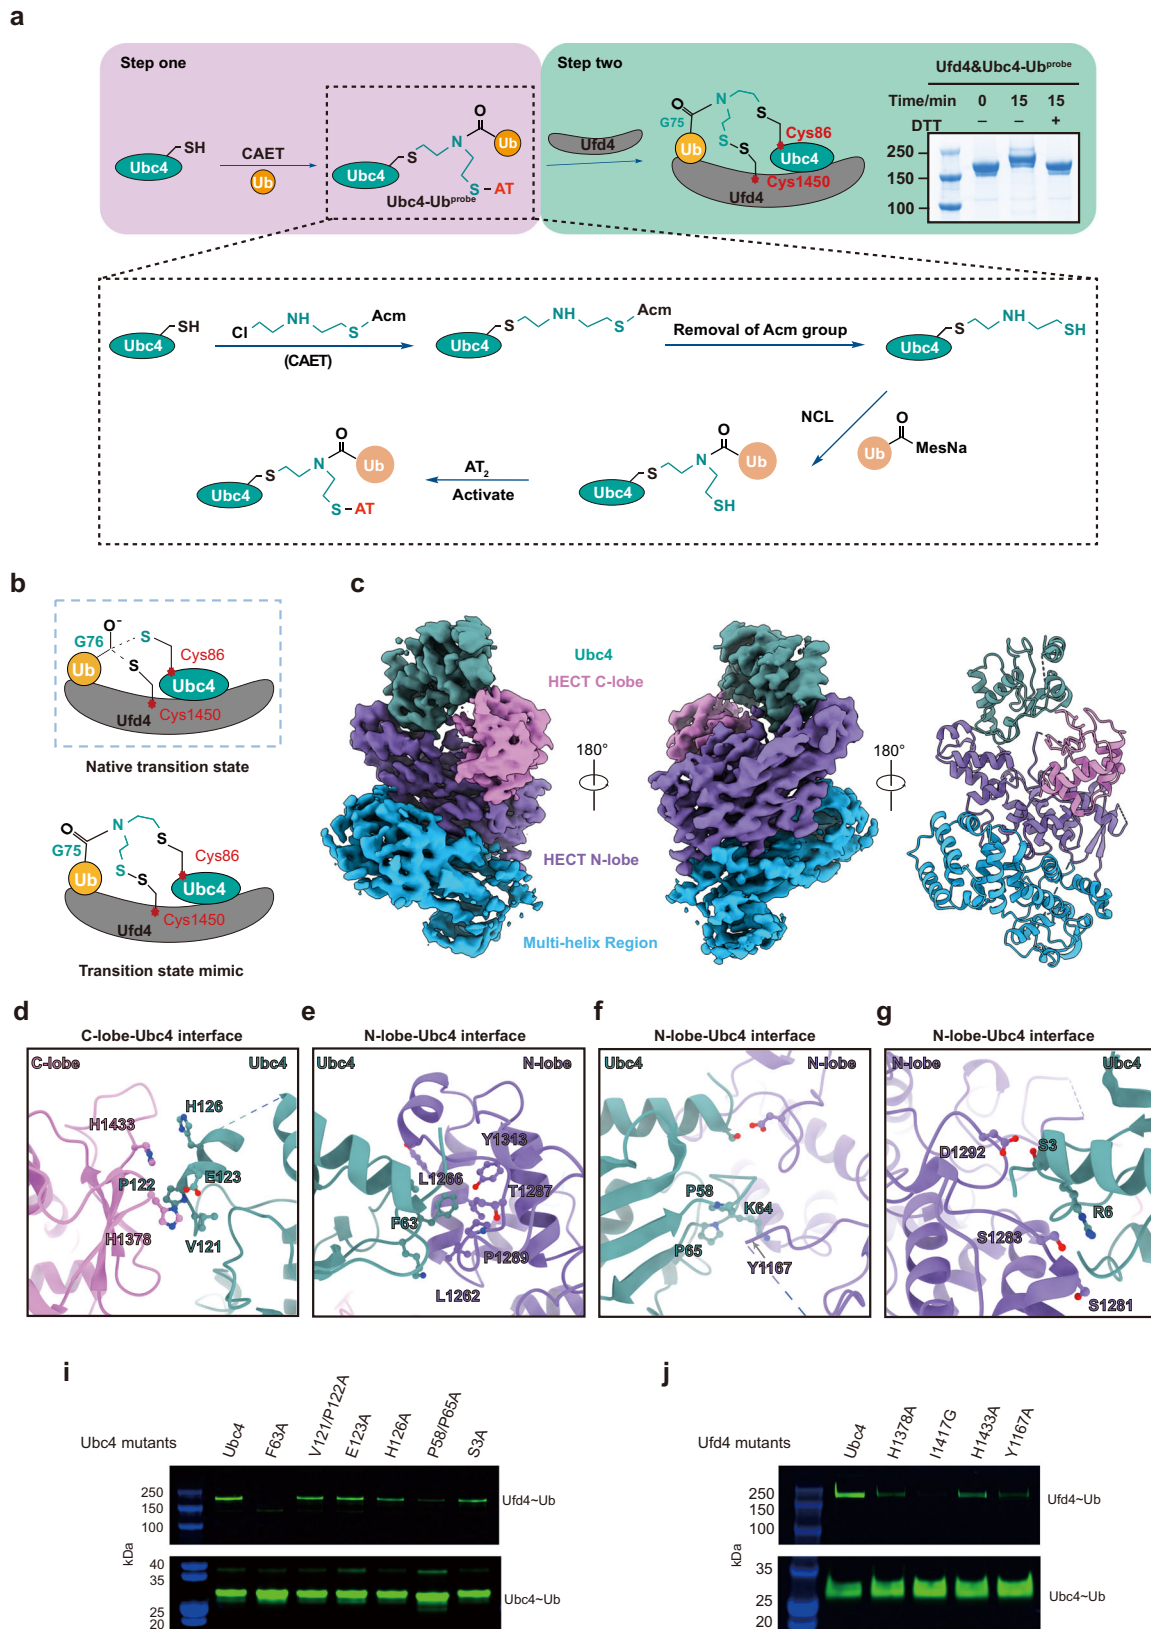 a
Step one
Step two
Ufd4&Ubc4-Ubprobe
Time/min 0 15 15
DTT – – +
250
150
100
Ubc4
SH
CAET
Ub
Ubc4
S
N
O
Ub
S–AT
Ubc4-Ubprobe
Ufd4
O
G75
N
S
S
S
Cys86
Ub
Ubc4
Cys1450
Ufd4
Ubc4
SH
Cl
NH
S
Acm
(CAET)
Ubc4
S
NH
S
Acm
Removal of Acm group
Ubc4
S
NH
SH
NCL
Ub
O
MesNa
Ubc4
S
N
O
Ub
SH
AT2
Activate
Ubc4
S
N
O
Ub
S–AT
b
O-
G76
S
Cys86
Ub
S
Ubc4
Ufd4
Cys1450
Native transition state
O
N
G75
S
Cys86
Ub
S
S
Ubc4
Cys1450
Ufd4
Transition state mimic
c
Ubc4
HECT C-lobe
180°
180°
HECT N-lobe
Multi-helix Region
d
C-lobe-Ubc4 interface
C-lobe
Ubc4
H126
H1433
E123
P122
H1378
V121
e
N-lobe-Ubc4 interface
Ubc4
N-lobe
Y1313
L1266
T1287
F63
P1289
L1262
f
N-lobe-Ubc4 interface
Ubc4
N-lobe
P58
K64
P65
Y1167
g
N-lobe-Ubc4 interface
N-lobe
Ubc4
D1292
S3
R6
S1283
S1281
i
Ubc4 mutants
Ubc4
F63A
V121/P122A
E123A
H126A
P58/P65A
S3A
250
150
100
Ufd4~Ub
kDa
40
35
25
20
Ubc4~Ub
j
Ufd4 mutants
Ubc4
H1378A
I1417G
H1433A
Y1167A
250
150
100
Ufd4~Ub
kDa
35
25
20
Ubc4~Ub